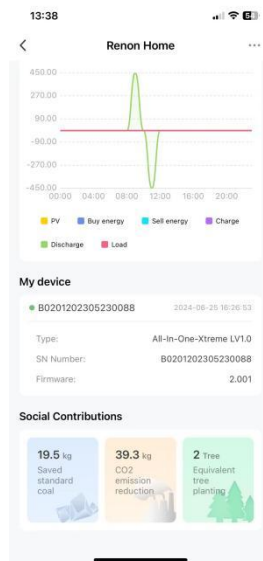 13:38
Renon Home
450.00
270.00
90.00
-90.00
-270.00
-450.00
00:00 04:00 08:00 12:00 16:00 20:00
PV Buy energy Sell energy Charge
Discharge Load
My device
B0201202305230088 2024-06-25 16:26:53
Type: All-In-One-Xtreme LV1.0
SN Number: B0201202305230088
Firmware: 2.001
Social Contributions
19.5 kg
Saved
standard
coal
39.3 kg
CO2
emission
reduction
2 Tree
Equivalent
tree
planting